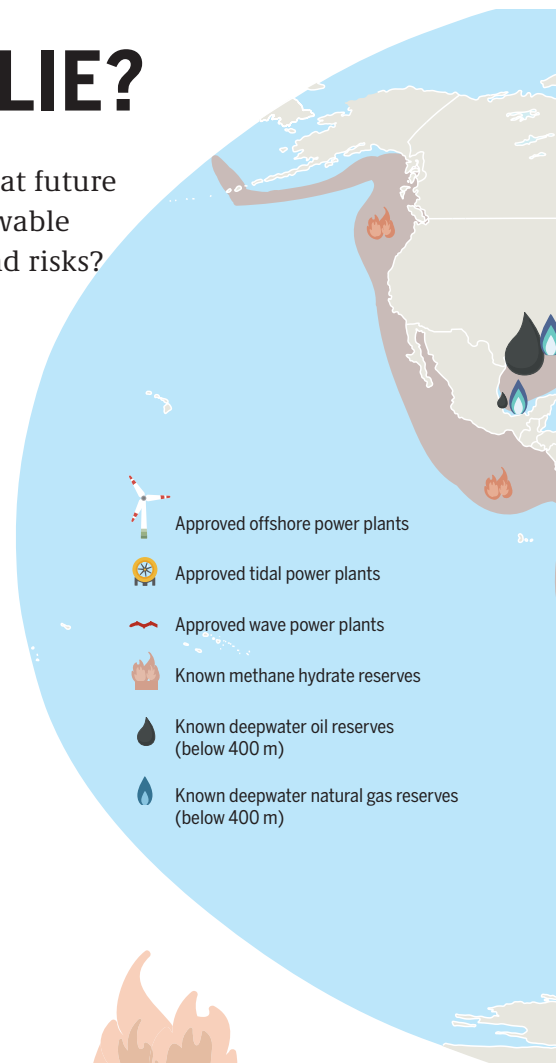 LIE?
at future
wable
d risks?
Approved offshore power plants
Approved tidal power plants
Approved wave power plants
Known methane hydrate reserves
Known deepwater oil reserves
(below 400 m)
Known deepwater natural gas reserves
(below 400 m)